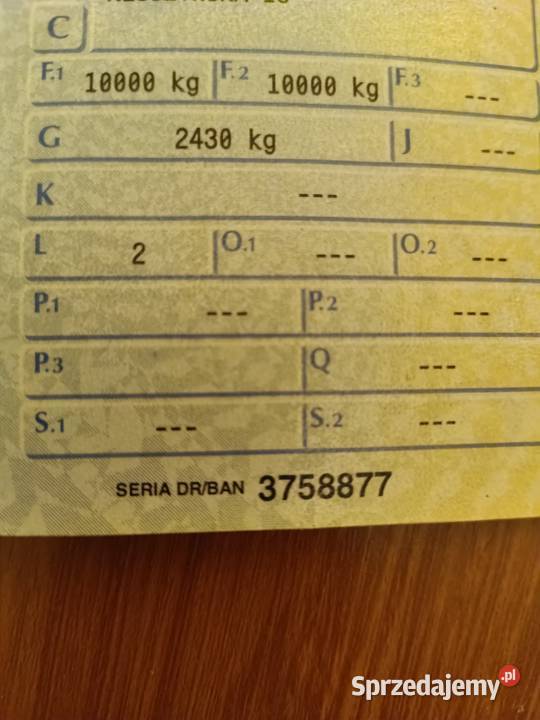 C
F.1 10000 kg F.2 10000 kg F.3 ---
G 2430 kg J ---
K ---
L 2 O.1 --- O.2 ---
P.1 --- P.2 ---
P.3 Q ---
S.1 --- S.2 ---
SERIA DR/BAN 3758877
Sprzedajemy.pl